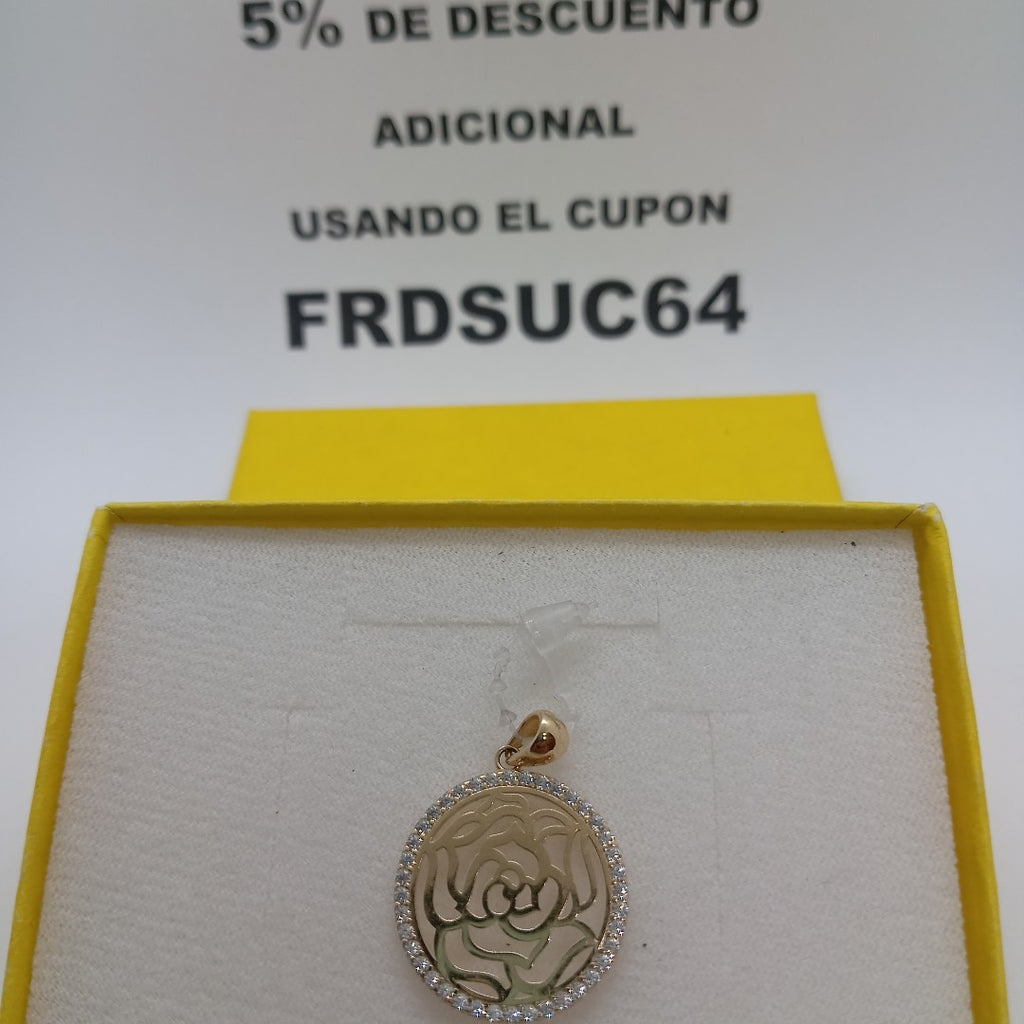 5% DE DESCUENTO
ADICIONAL
USANDO EL CUPON
FRDSUC64